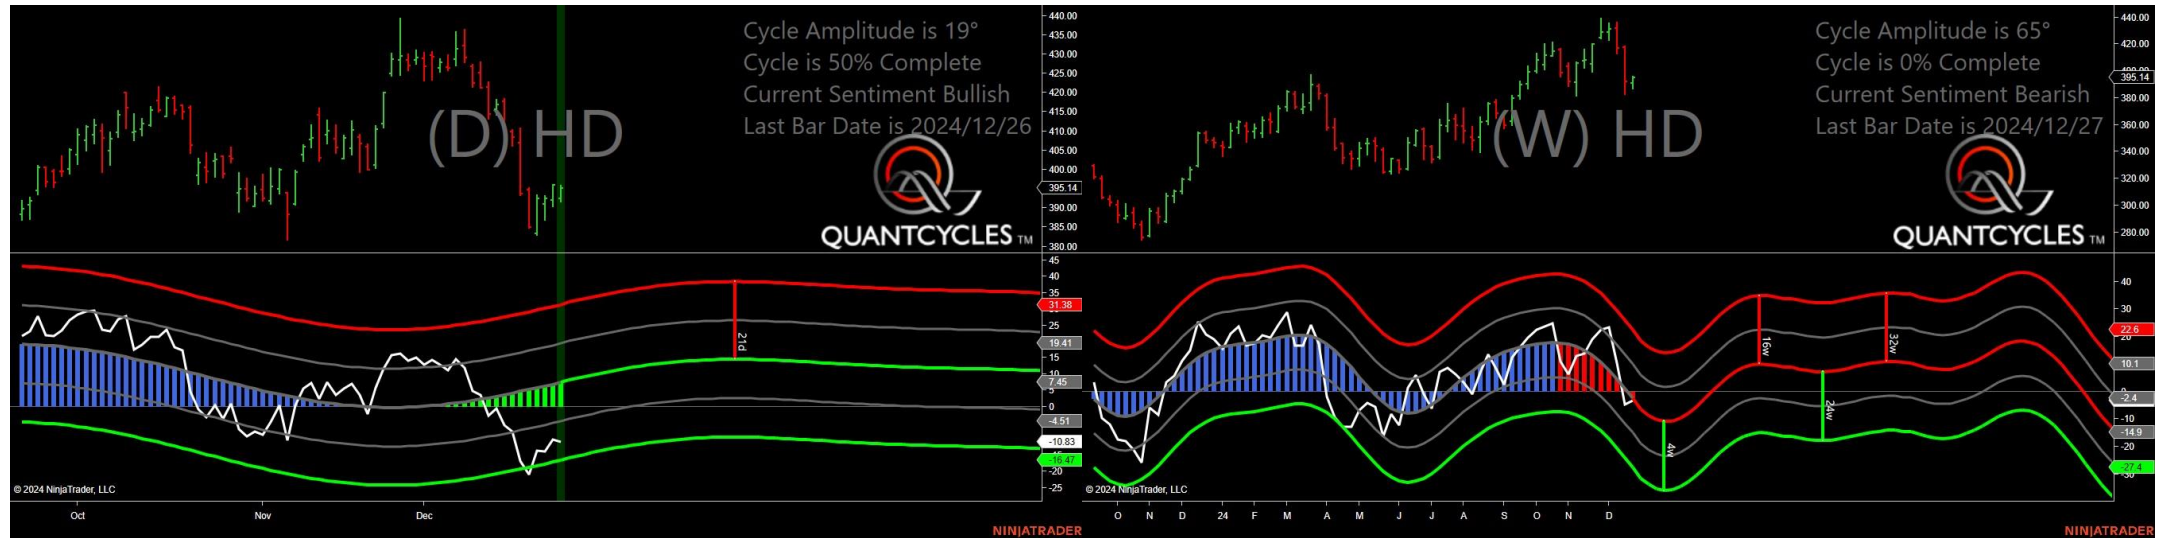 Cycle Amplitude is 19°
Cycle is 50% Complete
Current Sentiment Bullish
Last Bar Date is 2024/12/26
(D) HD
QUANTCYCLES TM
440.00
435.00
430.00
425.00
420.00
415.00
410.00
405.00
400.00
395.14
390.00
385.00
380.00
45
40
35
31.38
25
19.41
15
10
7.45
5
0
-4.51
-10.83
-16.47
-20
-25
21d
© 2024 NinjaTrader, LLC
Oct
Nov
Dec
NINJATRADER
Cycle Amplitude is 65°
Cycle is 0% Complete
Current Sentiment Bearish
Last Bar Date is 2024/12/27
(W) HD
QUANTCYCLES TM
440.00
420.00
400.00
395.14
380.00
360.00
340.00
320.00
300.00
280.00
40
30
22.6
10.1
0
-2.4
-10
-14.9
-20
-27.4
-30
16w
32w
24w
4w
© 2024 NinjaTrader, LLC
O N D 24 F M A M J J A S O N D
NINJATRADER